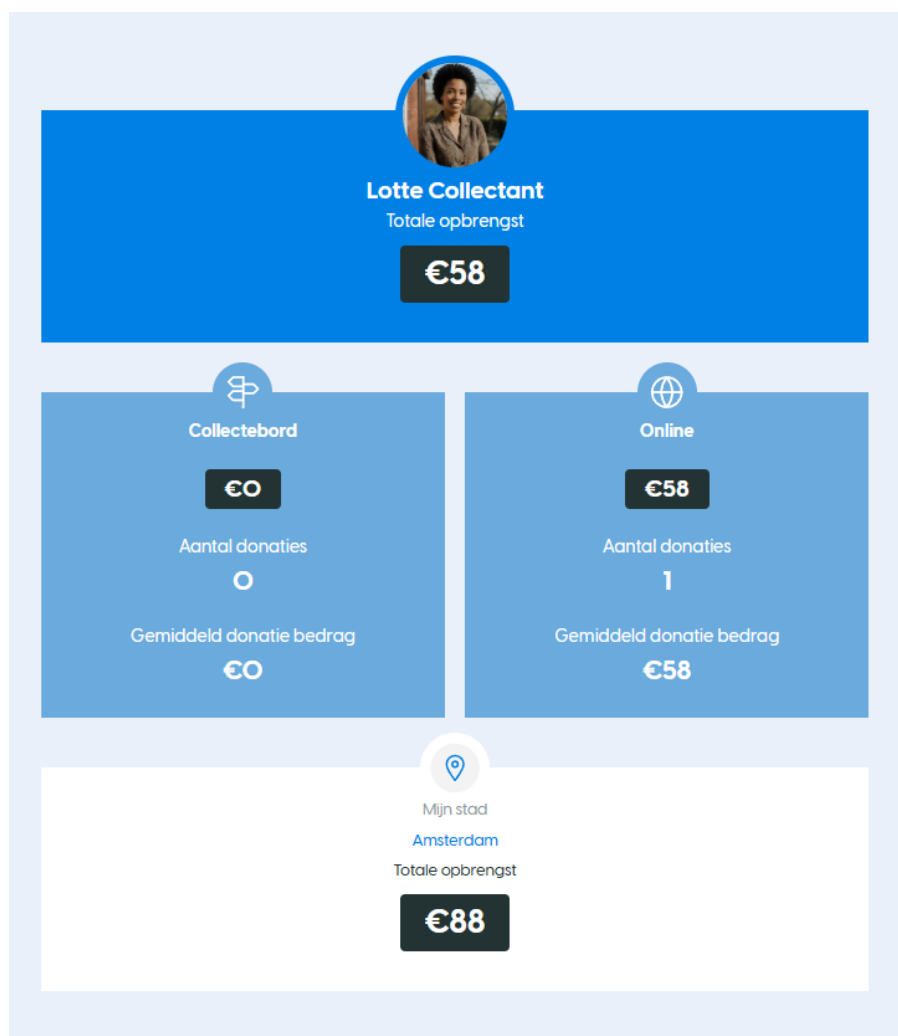 Lotte Collectant
Totale opbrengst
€58
Collectebord
€0
Aantal donaties
0
Gemiddeld donatie bedrag
€0
Online
€58
Aantal donaties
1
Gemiddeld donatie bedrag
€58
Mijn stad
Amsterdam
Totale opbrengst
€88